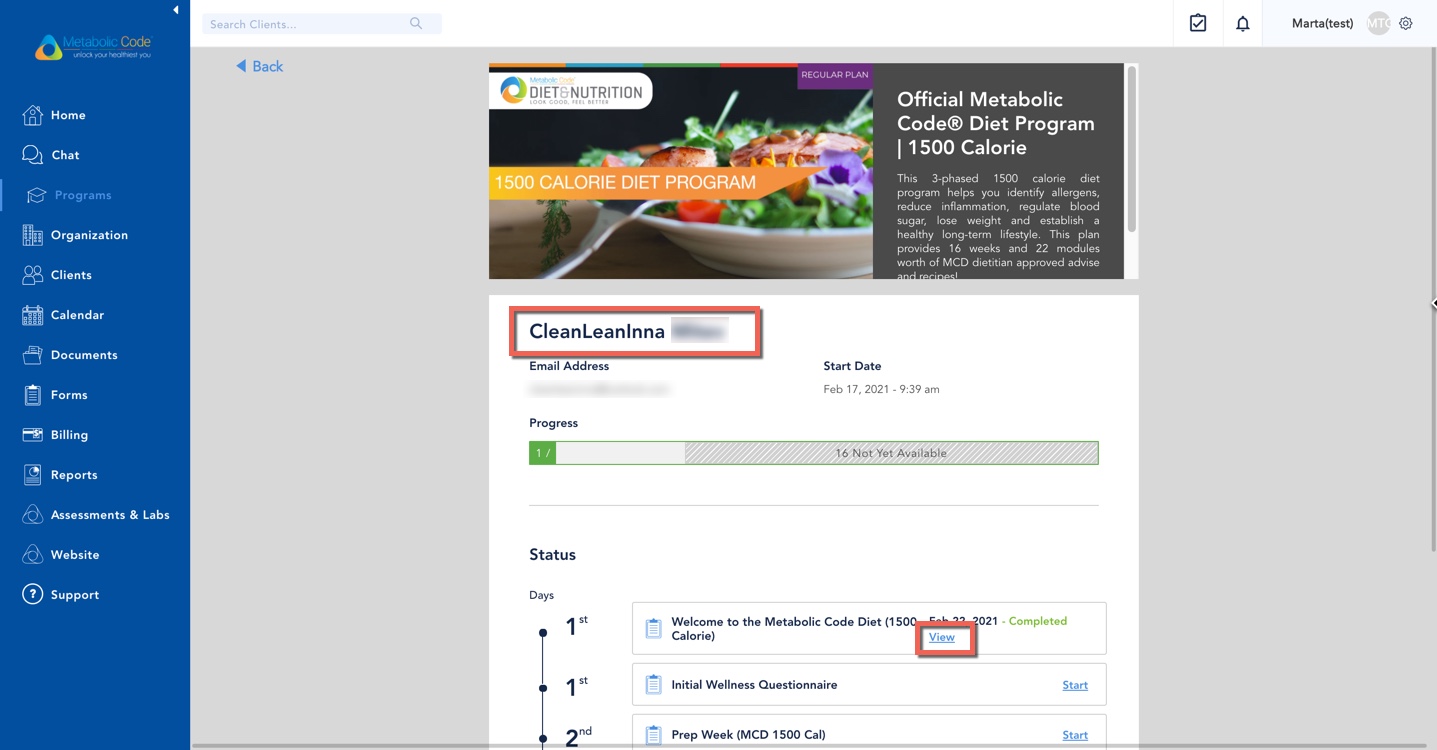 Metabolic Code
unlock your healthiest you
Home
Chat
Programs
Organization
Clients
Calendar
Documents
Forms
Billing
Reports
Assessments & Labs
Website
? Support
Search Clients...
Marta(test)
MTC
Back
Metabolic Code
DIET&NUTRITION
LOOK GOOD, FEEL BETTER
REGULAR PLAN
1500 CALORIE DIET PROGRAM
Official Metabolic
Code® Diet Program
| 1500 Calorie
This 3-phased 1500 calorie diet
program helps you identify allergens,
reduce inflammation, regulate blood
sugar, lose weight and establish a
healthy long-term lifestyle. This plan
provides 16 weeks and 22 modules
worth of MCD dietitian approved advise
and recipes!
CleanLeanInna
Email Address
Start Date
Feb 17, 2021 - 9:39 am
Progress
1 /
16 Not Yet Available
Status
Days
1st
Welcome to the Metabolic Code Diet (1500 - Feb 22, 2021 - Completed
Calorie)
View
1st
Initial Wellness Questionnaire
Start
2nd
Prep Week (MCD 1500 Cal)
Start